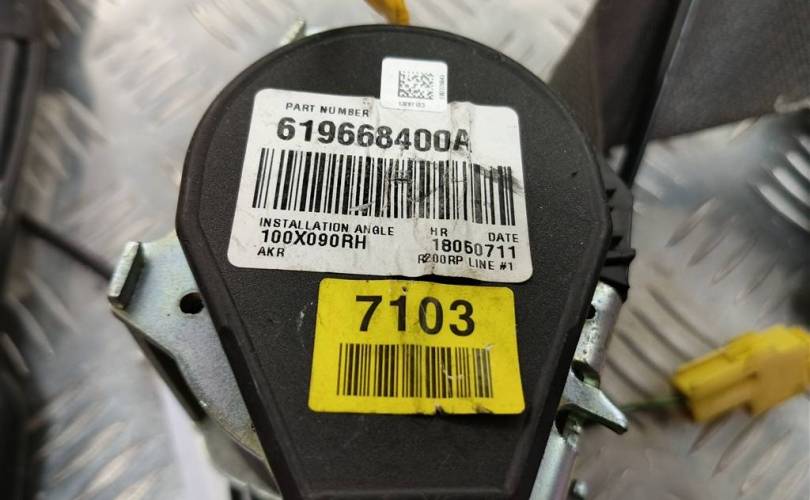 PART NUMBER
619668400A
INSTALLATION ANGLE HR DATE
100X090RH 18060711
AKR R200RP LINE #1
7103